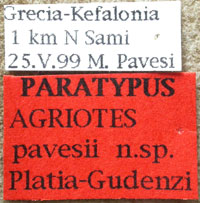 Grecia-Kefalonia
1 km N Sami
25.V.99 M. Pavesi
PARATYPUS
AGRIOTES
pavesii n.sp.
Platia-Gudenzi